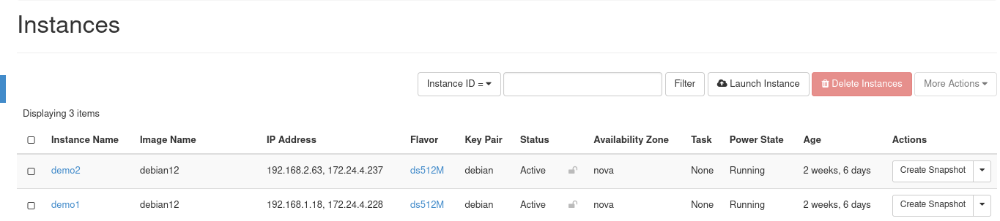 Instances
Instance ID = Filter Launch Instance Delete Instances More Actions
Displaying 3 items
Instance Name Image Name IP Address Flavor Key Pair Status Availability Zone Task Power State Age Actions
demo2 debian12 192.168.2.63, 172.24.4.237 ds512M debian Active nova None Running 2 weeks, 6 days Create Snapshot
demo1 debian12 192.168.1.18, 172.24.4.228 ds512M debian Active nova None Running 2 weeks, 6 days Create Snapshot